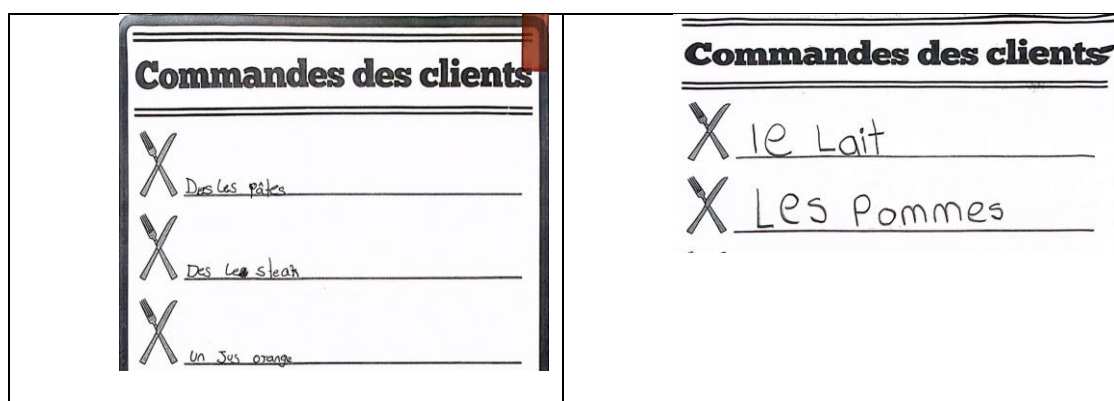 Commandes des clients
Des les pâtes
Des les steak
un Jus orange
Commandes des clients
le Lait
Les Pommes